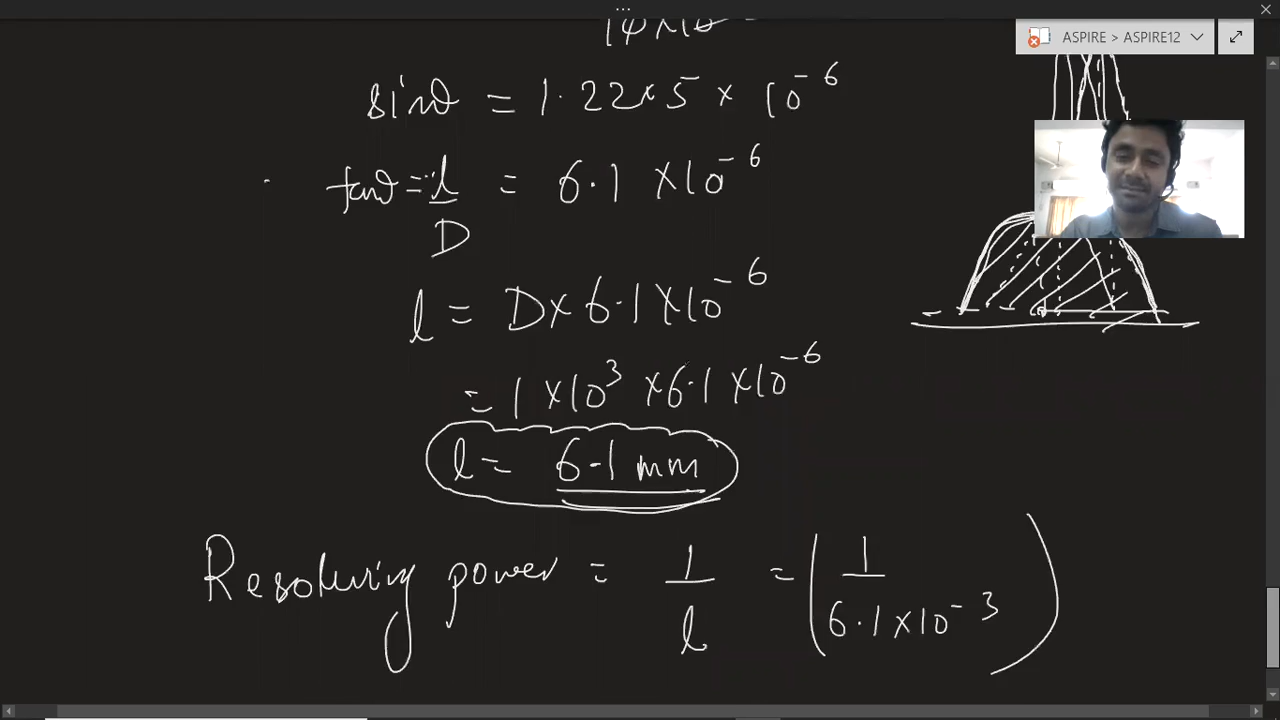 ASPIRE > ASPIRE12
sinθ = 1.22×5 × 10⁻⁶
tanθ = l/D = 6.1 ×10⁻⁶
l = D× 6.1 ×10⁻⁶
= 1 ×10³ ×6.1 ×10⁻⁶
l = 6.1 mm
Resolving power = 1/l = (1/6.1×10⁻³)